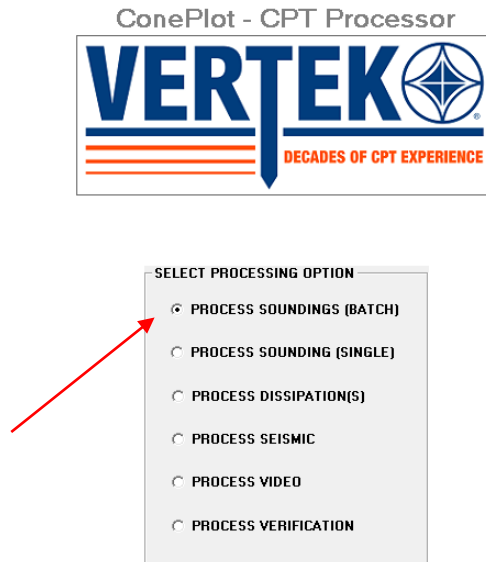 ConePlot - CPT Processor
VERTEK
®
DECADES OF CPT EXPERIENCE
SELECT PROCESSING OPTION
PROCESS SOUNDINGS (BATCH)
PROCESS SOUNDING (SINGLE)
PROCESS DISSIPATION(S)
PROCESS SEISMIC
PROCESS VIDEO
PROCESS VERIFICATION